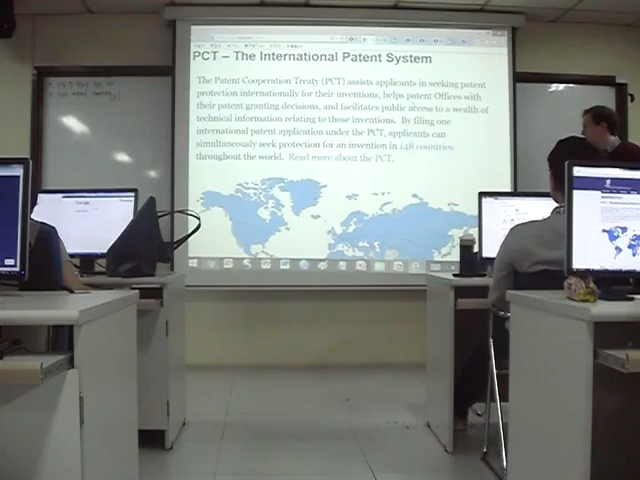 PCT – The International Patent System
The Patent Cooperation Treaty (PCT) assists applicants in seeking patent
protection internationally for their inventions, helps patent Offices with
their patent granting decisions, and facilitates public access to a wealth of
technical information relating to those inventions. By filing one
international patent application under the PCT, applicants can
simultaneously seek protection for an invention in 148 countries
throughout the world. Read more about the PCT.
Google